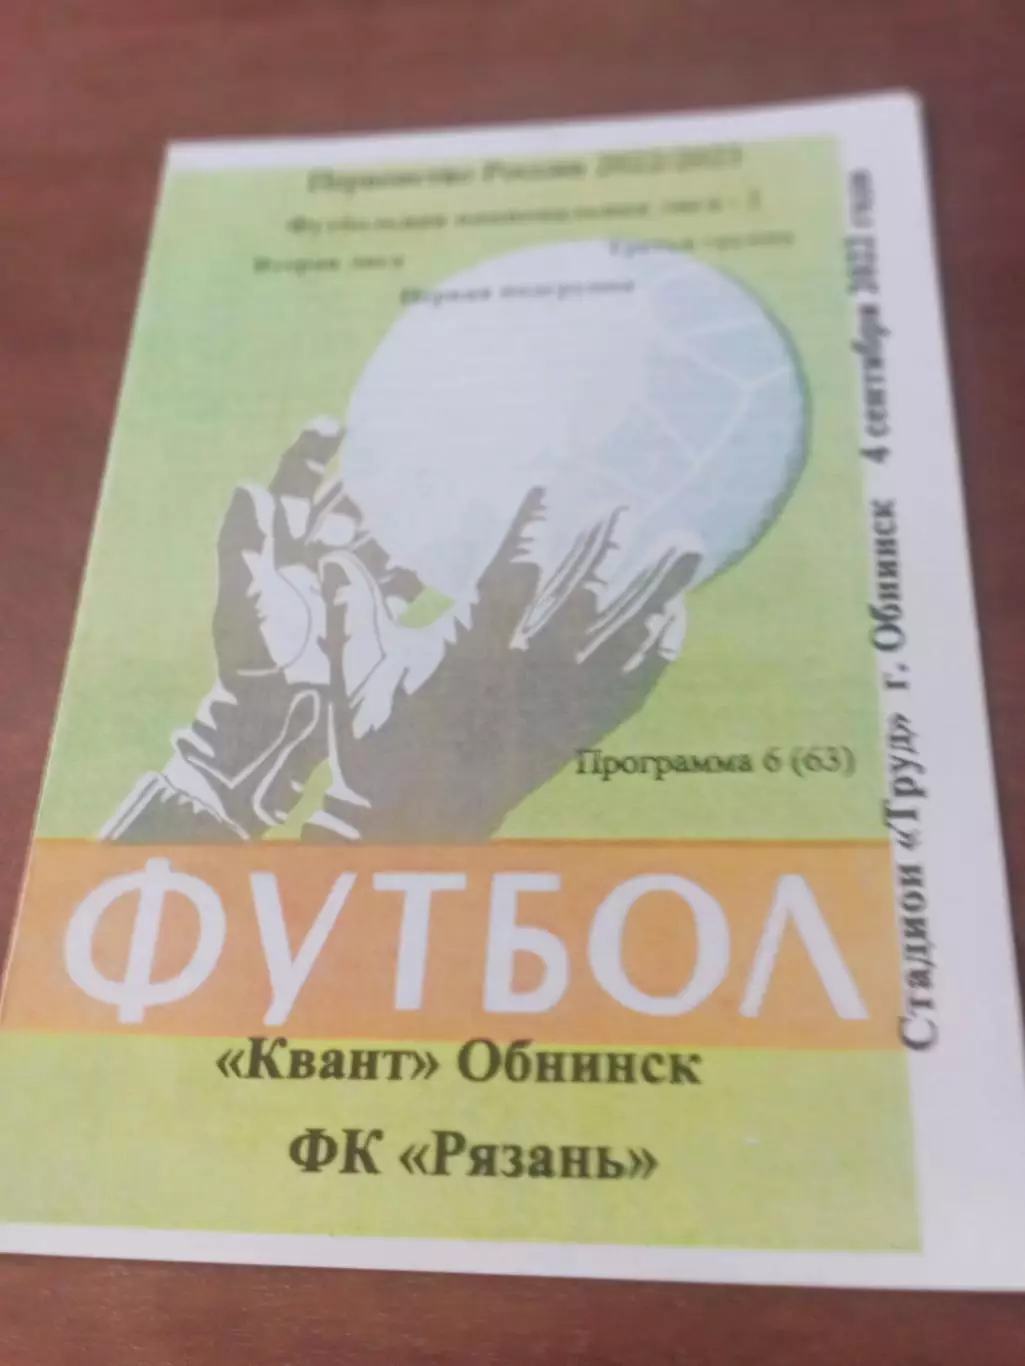 Первенство России 2022/2023
Футбольная национальная лига - 2
Вторая лига
Третья группа
Первая подгруппа
Программа 6 (63)
ФУТБОЛ
«Квант» Обнинск
ФК «Рязань»
Стадион «Труд» г. Обнинск 4 сентября 2022 года